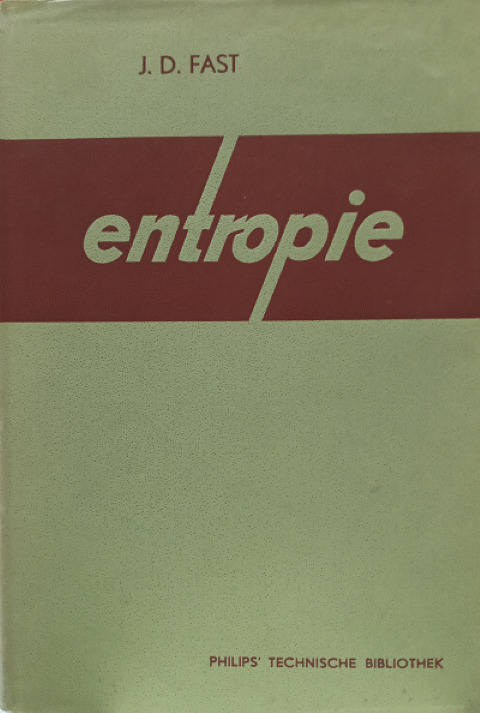 J. D. FAST
entropie
PHILIPS' TECHNISCHE BIBLIOTHEK